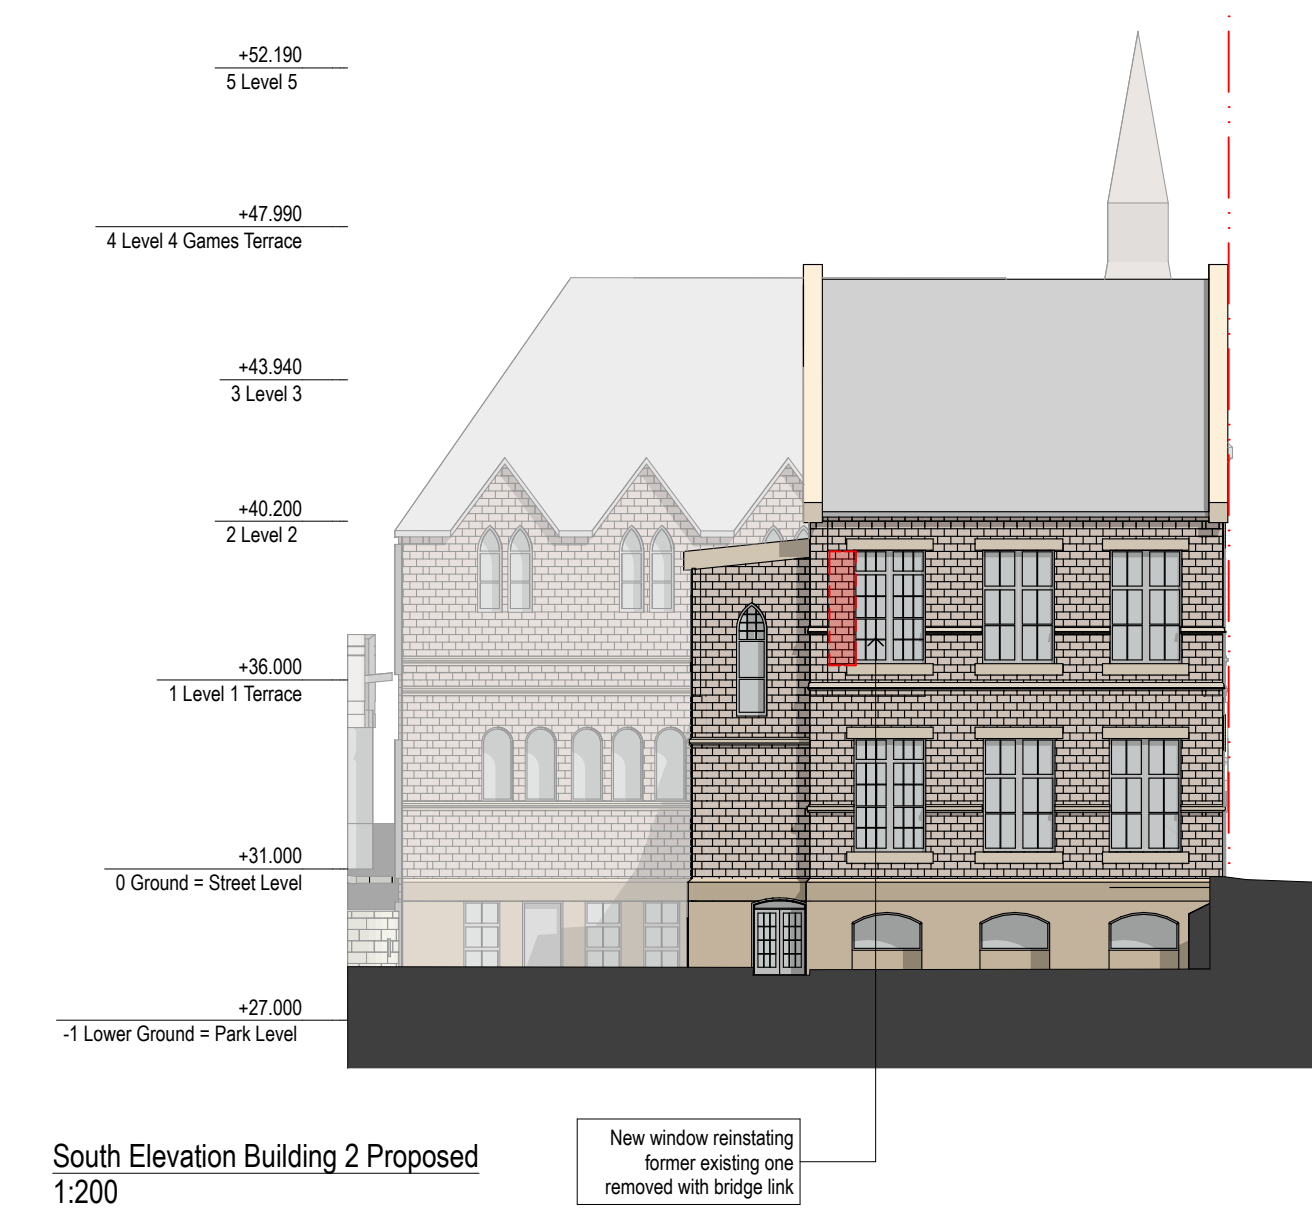 +52.190
5 Level 5
+47.990
4 Level 4 Games Terrace
+43.940
3 Level 3
+40.200
2 Level 2
+36.000
1 Level 1 Terrace
+31.000
0 Ground = Street Level
+27.000
-1 Lower Ground = Park Level
South Elevation Building 2 Proposed
1:200
New window reinstating
former existing one
removed with bridge link